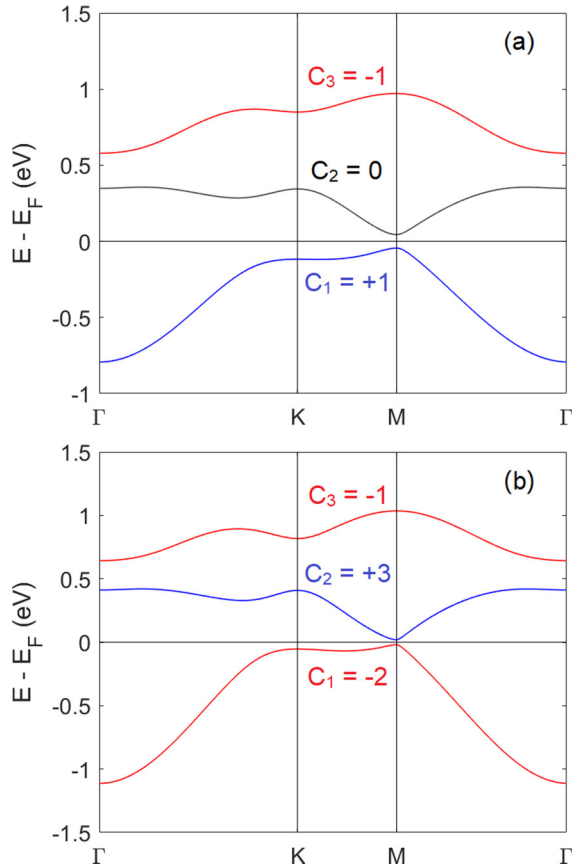 (a)
1.5
1
0.5
0
-0.5
-1
E - E_F (eV)
C₃ = -1
C₂ = 0
C₁ = +1
Γ K M Γ
(b)
1.5
1
0.5
0
-0.5
-1
-1.5
E - E_F (eV)
C₃ = -1
C₂ = +3
C₁ = -2
Γ K M Γ